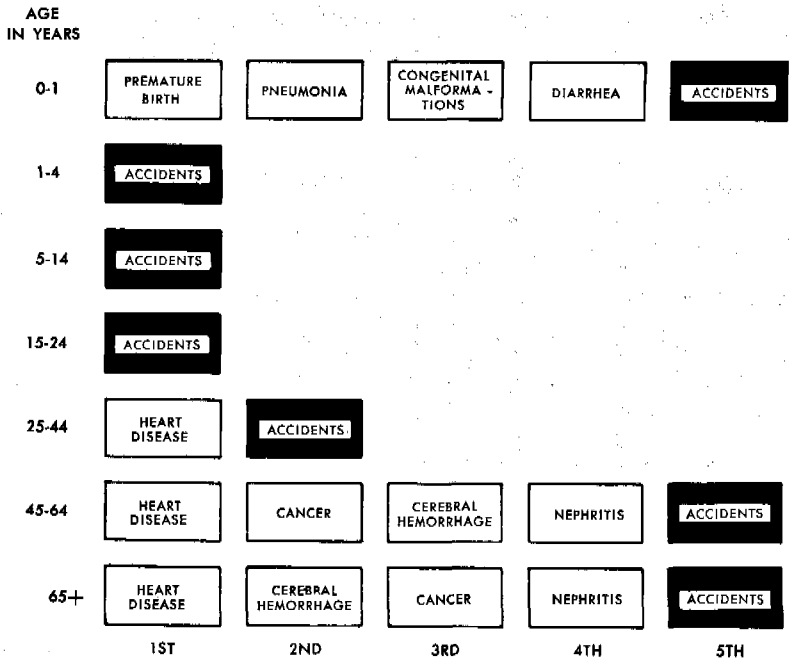 AGE
IN YEARS
0-1
PREMATURE
BIRTH
PNEUMONIA
CONGENITAL
MALFORMA -
TIONS
DIARRHEA
ACCIDENTS
1-4
ACCIDENTS
5-14
ACCIDENTS
15-24
ACCIDENTS
25-44
HEART
DISEASE
ACCIDENTS
45-64
HEART
DISEASE
CANCER
CEREBRAL
HEMORRHAGE
NEPHRITIS
ACCIDENTS
65+
HEART
DISEASE
CEREBRAL
HEMORRHAGE
CANCER
NEPHRITIS
ACCIDENTS
1ST
2ND
3RD
4TH
5TH